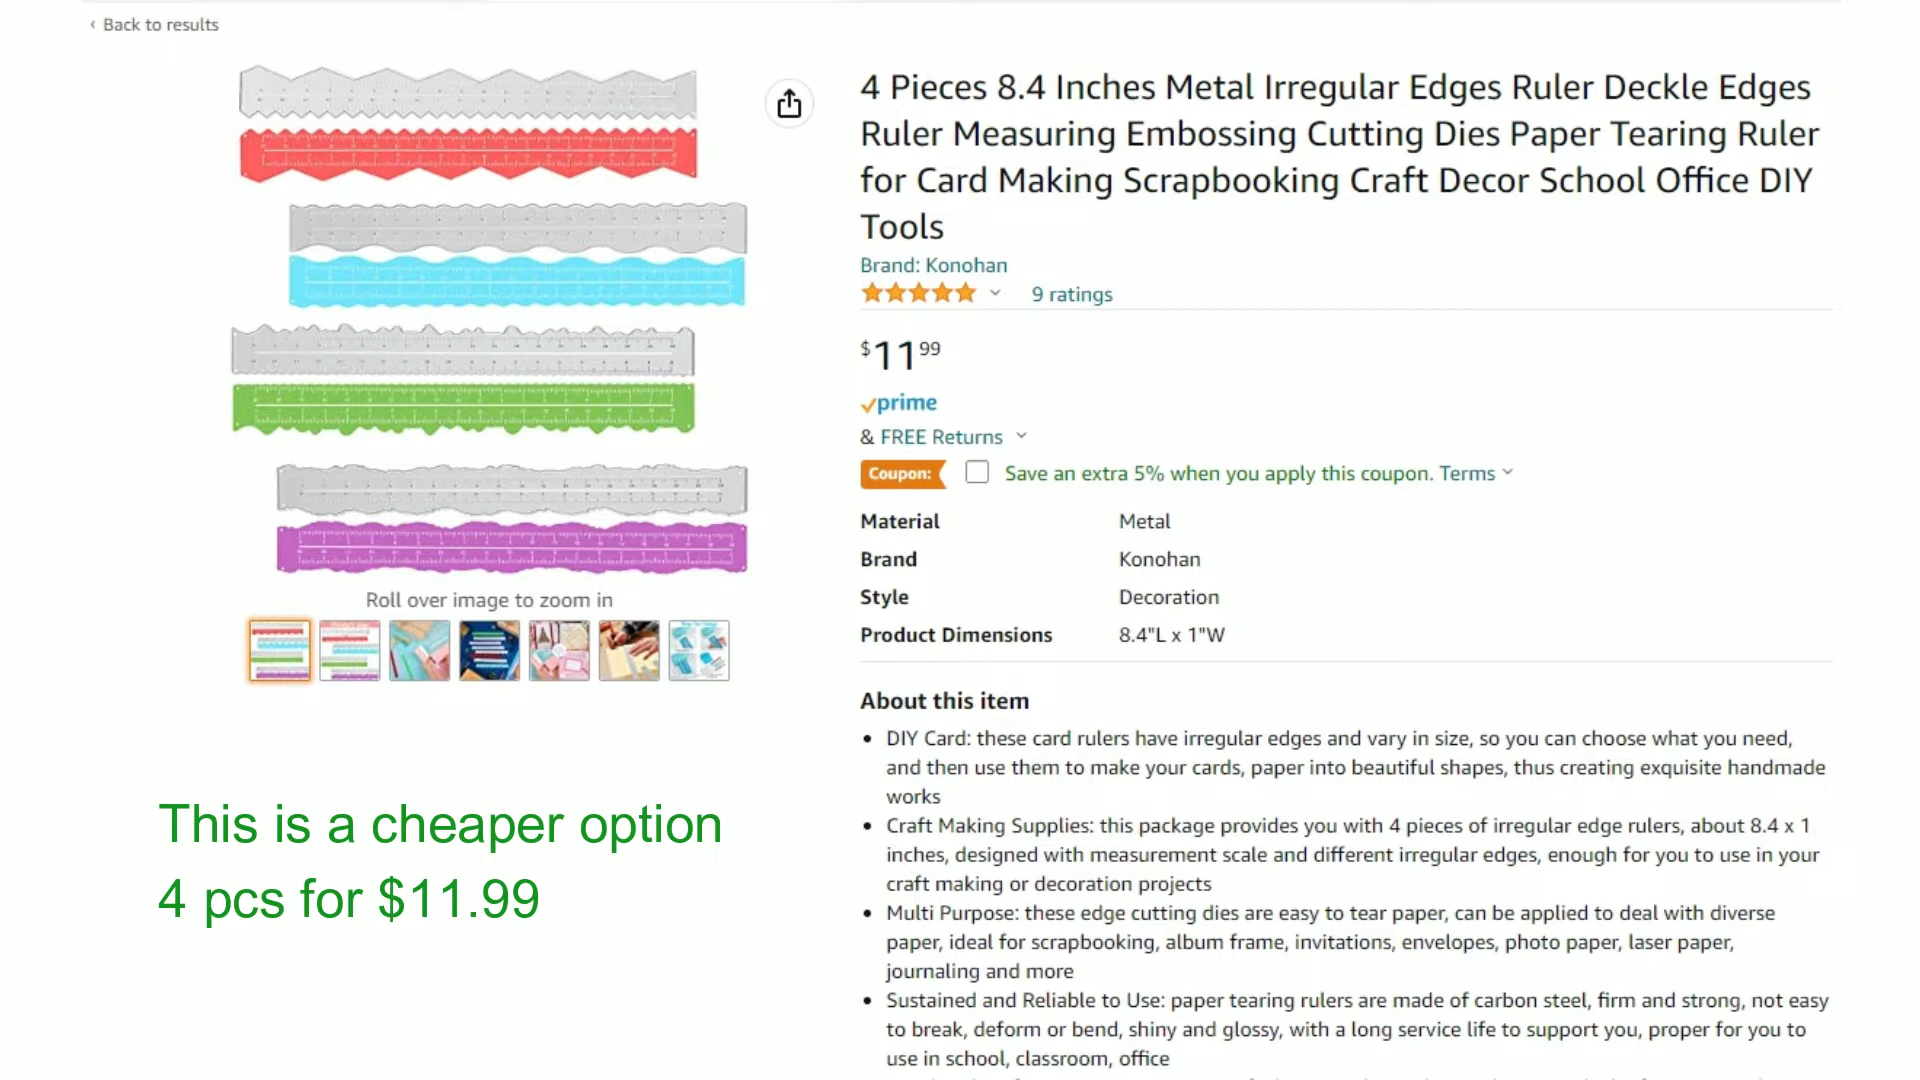 ‹ Back to results
4 Pieces 8.4 Inches Metal Irregular Edges Ruler Deckle Edges
Ruler Measuring Embossing Cutting Dies Paper Tearing Ruler
for Card Making Scrapbooking Craft Decor School Office DIY
Tools
Brand: Konohan
9 ratings
$11 99
prime
& FREE Returns
Coupon: Save an extra 5% when you apply this coupon. Terms
Material Metal
Brand Konohan
Style Decoration
Product Dimensions 8.4"L x 1"W
Roll over image to zoom in
About this item
• DIY Card: these card rulers have irregular edges and vary in size, so you can choose what you need,
and then use them to make your cards, paper into beautiful shapes, thus creating exquisite handmade
works
• Craft Making Supplies: this package provides you with 4 pieces of irregular edge rulers, about 8.4 x 1
inches, designed with measurement scale and different irregular edges, enough for you to use in your
craft making or decoration projects
• Multi Purpose: these edge cutting dies are easy to tear paper, can be applied to deal with diverse
paper, ideal for scrapbooking, album frame, invitations, envelopes, photo paper, laser paper,
journaling and more
• Sustained and Reliable to Use: paper tearing rulers are made of carbon steel, firm and strong, not easy
to break, deform or bend, shiny and glossy, with a long service life to support you, proper for you to
use in school, classroom, office
This is a cheaper option
4 pcs for $11.99